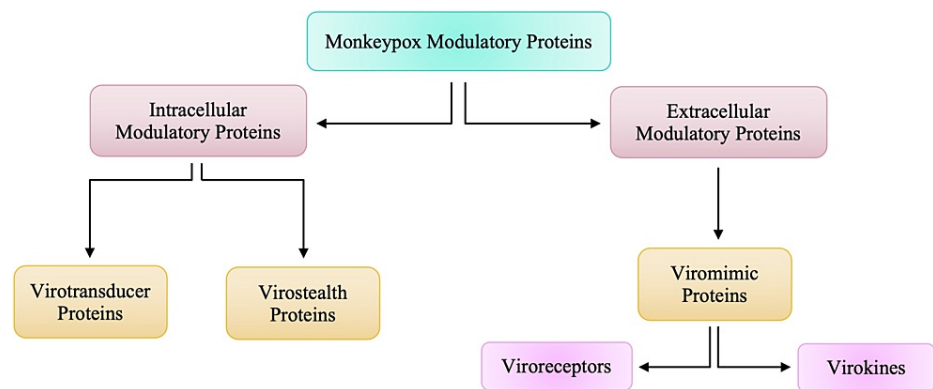 Monkeypox Modulatory Proteins
Intracellular
Modulatory Proteins
Extracellular
Modulatory Proteins
Virotransducer
Proteins
Virostealth
Proteins
Viromimic
Proteins
Viroreceptors
Virokines